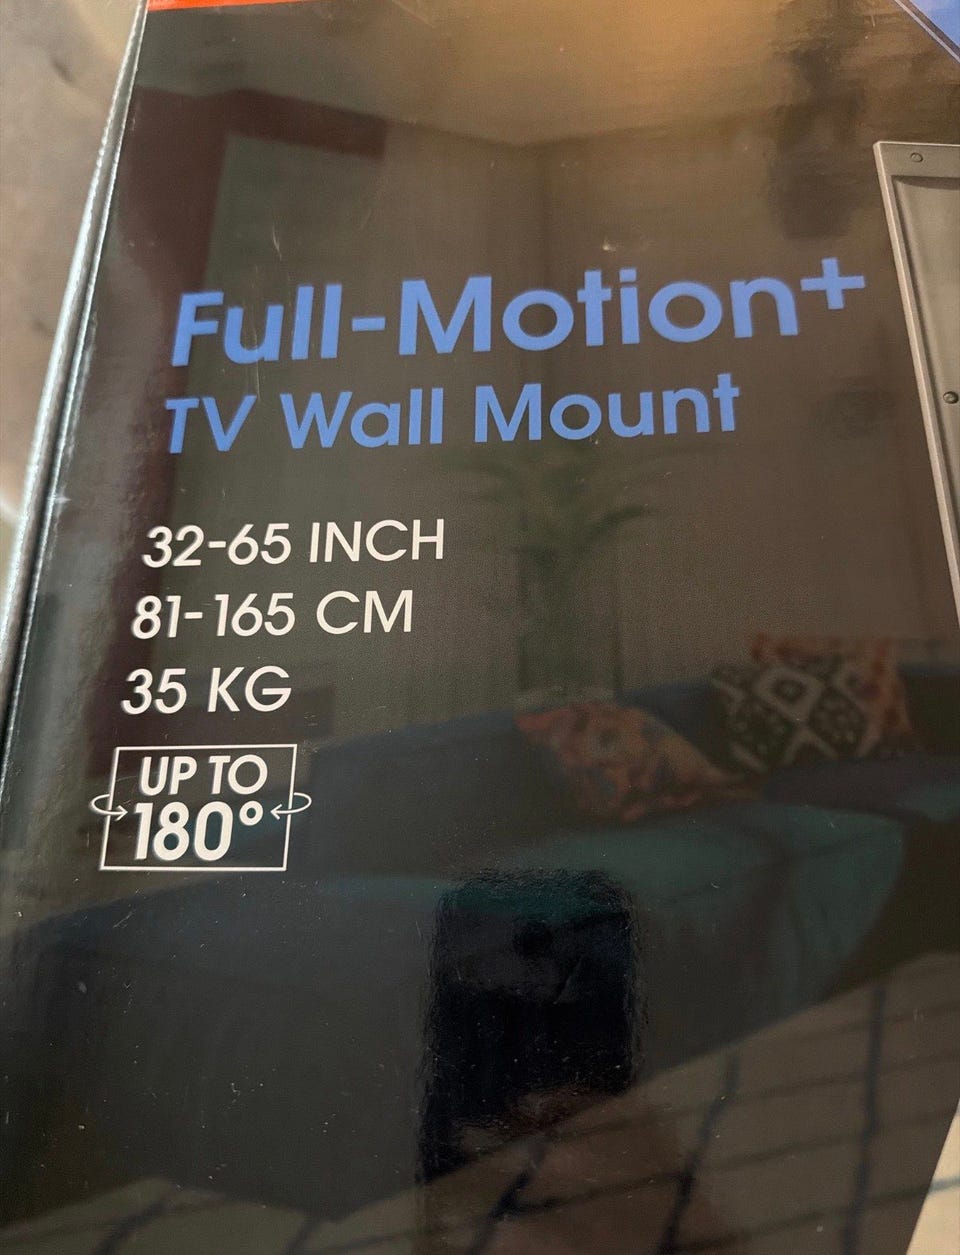 Full-Motion+
TV Wall Mount
32-65 INCH
81-165 CM
35 KG
UP TO
180°